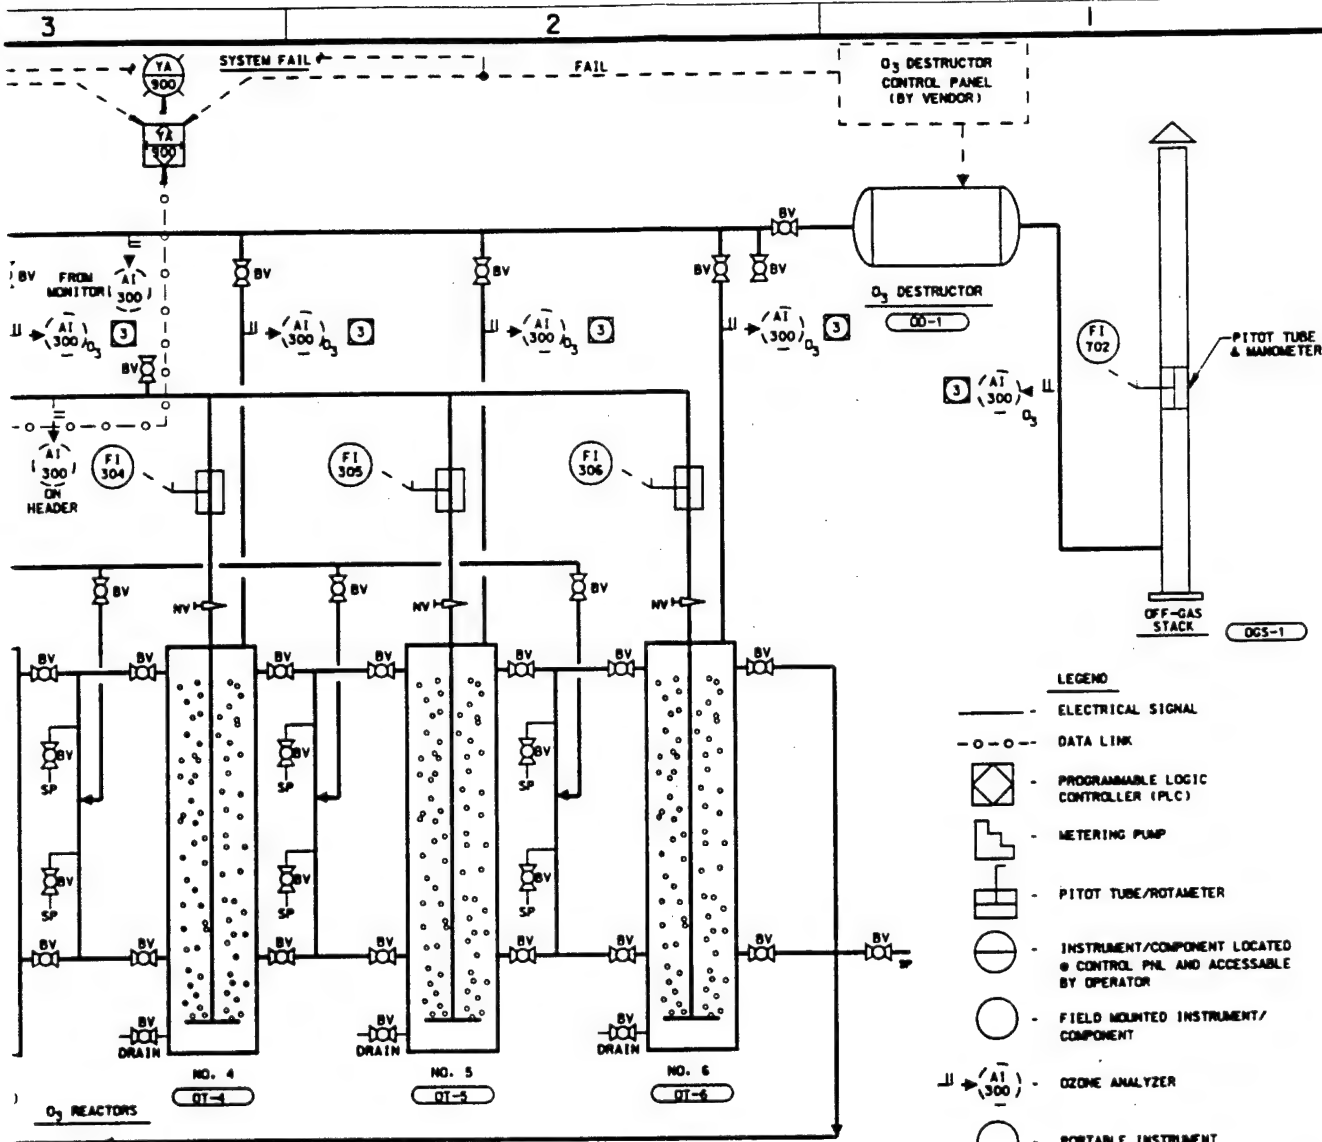 3
2
1
YA
900
SYSTEM FAIL
FAIL
O3 DESTRUCTOR
CONTROL PANEL
(BY VENDOR)
YA
900
BV
BV
FROM
MONITOR
AI
300
BV
BV
BV
BV
O3 DESTRUCTOR
OD-1
AI
300
O3
3
AI
300
O3
3
AI
300
O3
3
AI
300
O3
3
FI
702
PITOT TUBE
& MANOMETER
BV
3
AI
300
O3
AI
300
ON
HEADER
FI
304
FI
305
FI
306
BV
BV
BV
NV
NV
NV
OFF-GAS
STACK
OGS-1
BV
BV
BV
BV
BV
BV
BV
BV
SP
BV
SP
BV
SP
BV
SP
BV
SP
BV
SP
BV
BV
BV
BV
BV
BV
BV
BV
SP
BV
DRAIN
BV
DRAIN
BV
DRAIN
NO. 4
OT-4
NO. 5
OT-5
NO. 6
OT-6
O3 REACTORS
LEGEND
- ELECTRICAL SIGNAL
- DATA LINK
- PROGRAMMABLE LOGIC
CONTROLLER (PLC)
- METERING PUMP
- PITOT TUBE/ROTAMETER
- INSTRUMENT/COMPONENT LOCATED
@ CONTROL PNL AND ACCESSABLE
BY OPERATOR
- FIELD MOUNTED INSTRUMENT/
COMPONENT
AI
300
- OZONE ANALYZER
PORTABLE INSTRUMENT